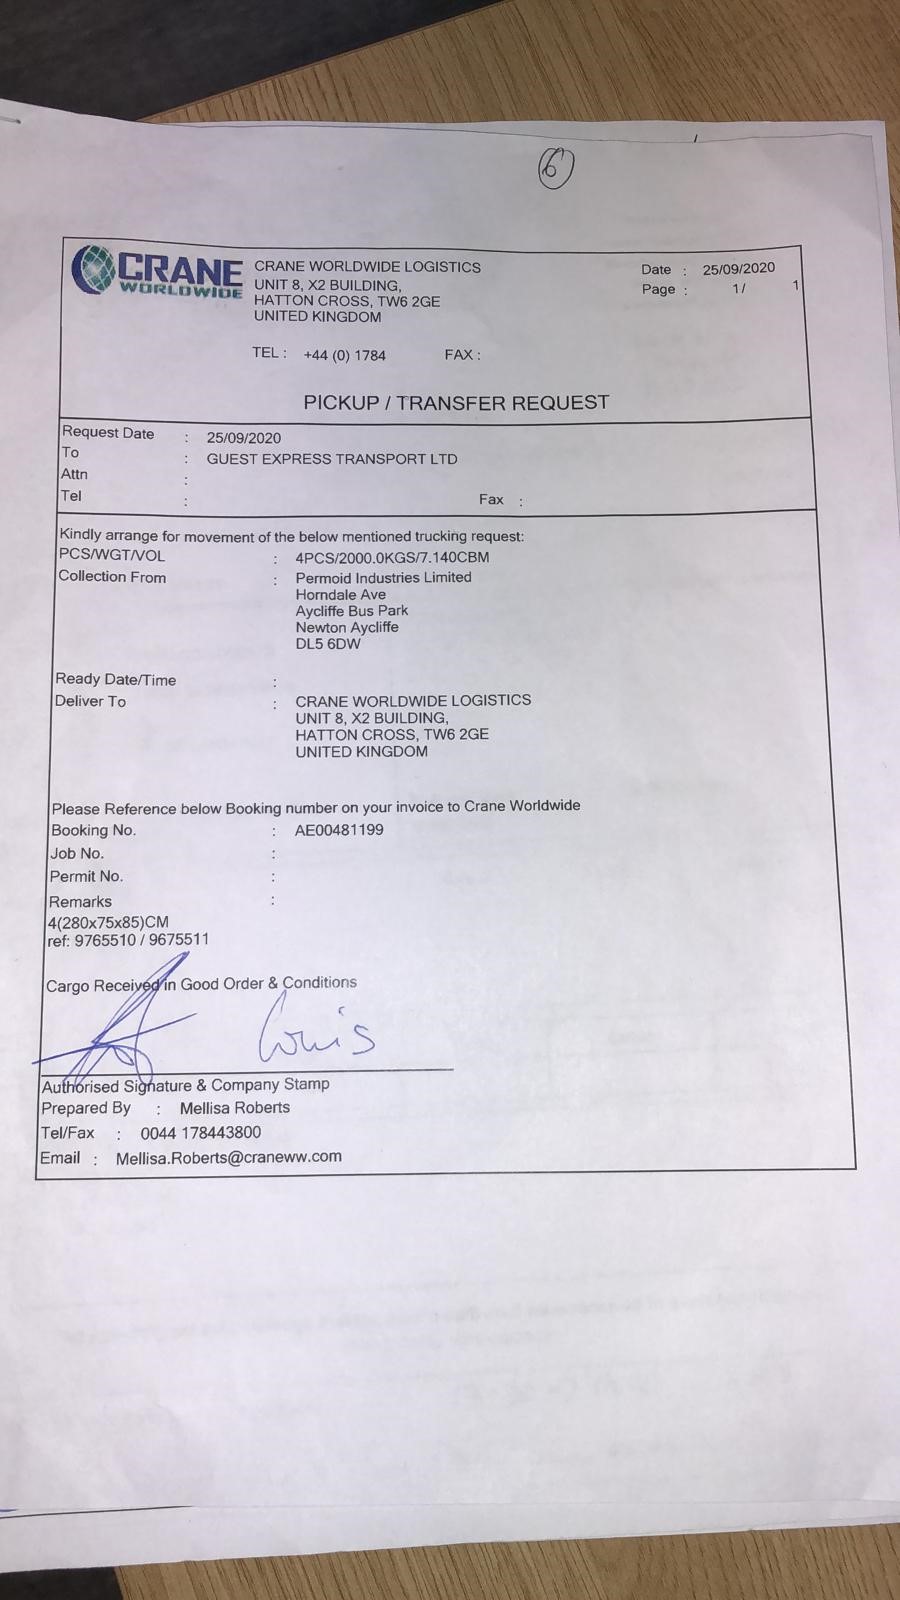 6
CRANE
WORLDWIDE
CRANE WORLDWIDE LOGISTICS
UNIT 8, X2 BUILDING,
HATTON CROSS, TW6 2GE
UNITED KINGDOM
Date : 25/09/2020
Page : 1/ 1
TEL : +44 (0) 1784 FAX :
PICKUP / TRANSFER REQUEST
Request Date : 25/09/2020
To : GUEST EXPRESS TRANSPORT LTD
Attn :
Tel : Fax :
Kindly arrange for movement of the below mentioned trucking request:
PCS/WGT/VOL : 4PCS/2000.0KGS/7.140CBM
Collection From : Permoid Industries Limited
Horndale Ave
Aycliffe Bus Park
Newton Aycliffe
DL5 6DW
Ready Date/Time :
Deliver To : CRANE WORLDWIDE LOGISTICS
UNIT 8, X2 BUILDING,
HATTON CROSS, TW6 2GE
UNITED KINGDOM
Please Reference below Booking number on your invoice to Crane Worldwide
Booking No. : AE00481199
Job No. :
Permit No. :
Remarks :
4(280x75x85)CM
ref: 9765510 / 9675511
Cargo Received in Good Order & Conditions
Louis
Authorised Signature & Company Stamp
Prepared By : Mellisa Roberts
Tel/Fax : 0044 178443800
Email : Mellisa.Roberts@craneww.com